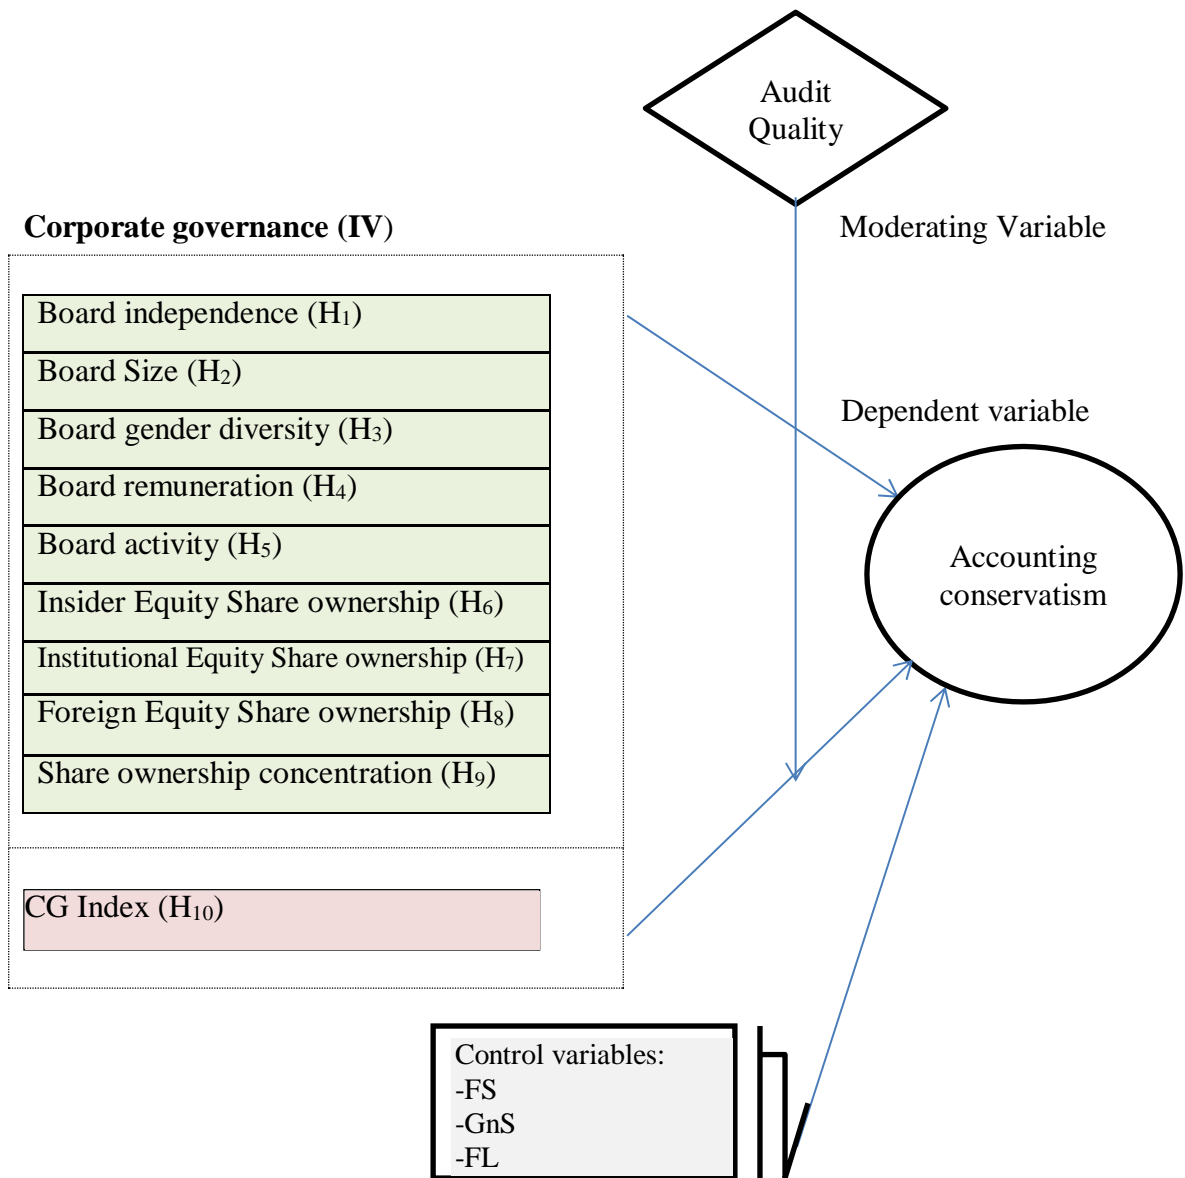 Audit
Quality
Corporate governance (IV)
Moderating Variable
Board independence (H₁)
Board Size (H₂)
Board gender diversity (H₃)
Board remuneration (H₄)
Board activity (H₅)
Insider Equity Share ownership (H₆)
Institutional Equity Share ownership (H₇)
Foreign Equity Share ownership (H₈)
Share ownership concentration (H₉)
CG Index (H₁₀)
Dependent variable
Accounting
conservatism
Control variables:
-FS
-GnS
-FL